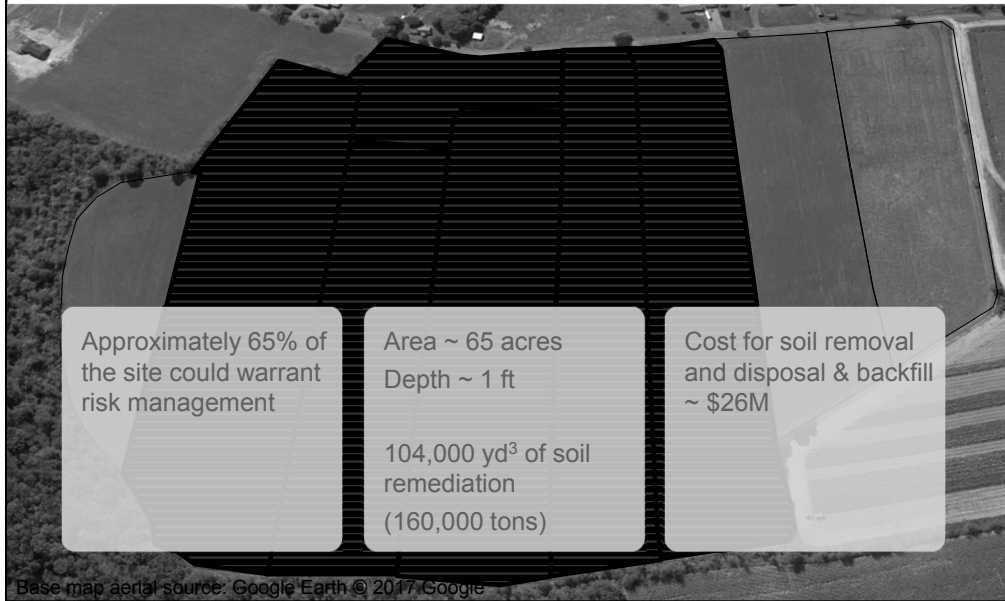 Approximately 65% of
the site could warrant
risk management
Area ~ 65 acres
Depth ~ 1 ft
104,000 yd³ of soil
remediation
(160,000 tons)
Cost for soil removal
and disposal & backfill
~ $26M
Base map aerial source: Google Earth © 2017 Google